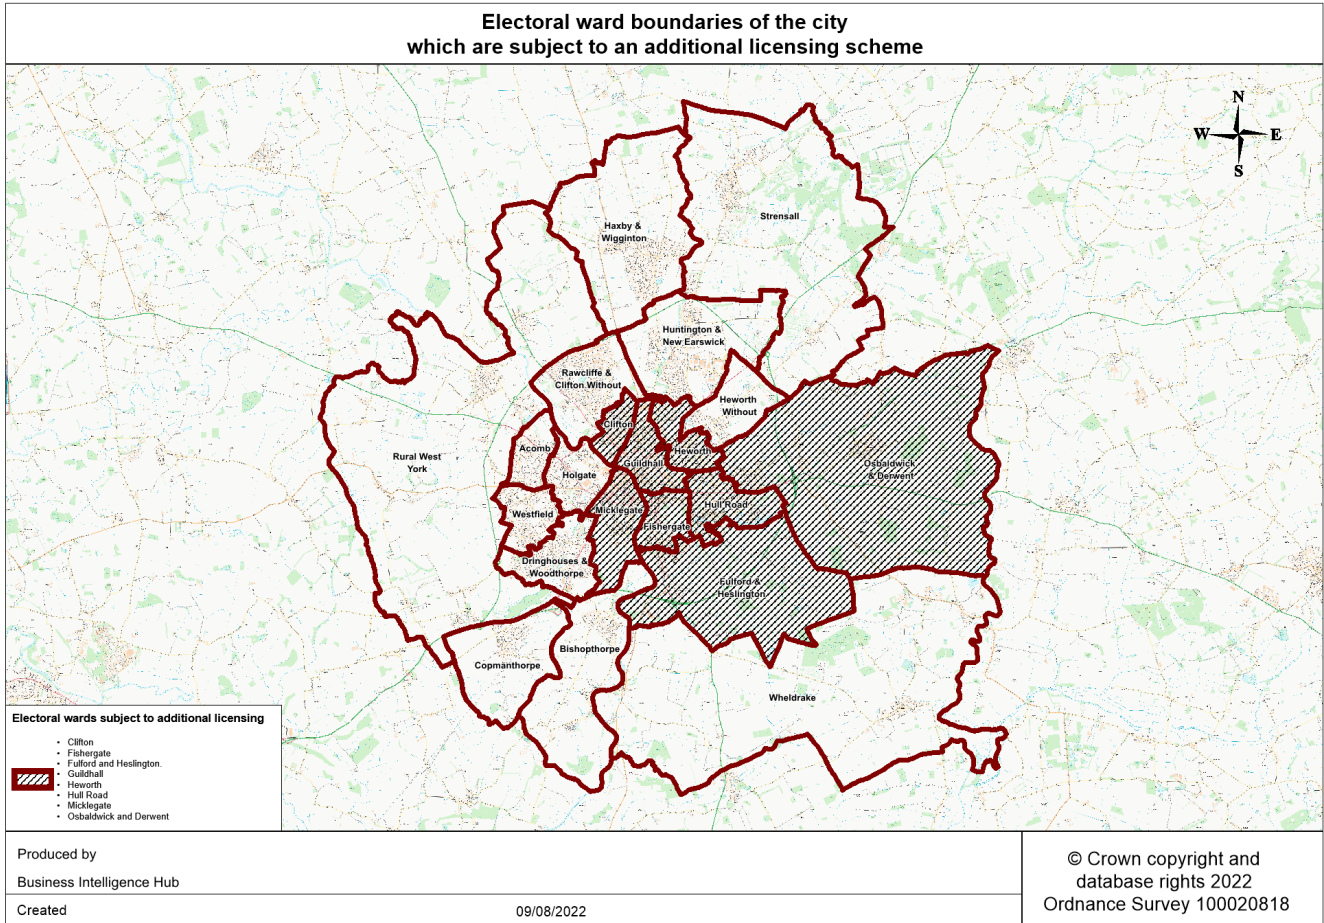 Electoral ward boundaries of the city
which are subject to an additional licensing scheme
N
W E
S
Strensall
Haxby &
Wigginton
Huntington &
New Earswick
Rawcliffe &
Clifton Without
Heworth
Without
Clifton
Acomb
Heworth
Rural West
York
Guildhall
Osbaldwick
& Derwent
Holgate
Hull Road
Micklegate
Westfield
Fishergate
Dringhouses &
Woodthorpe
Fulford &
Heslington
Bishopthorpe
Copmanthorpe
Wheldrake
Electoral wards subject to additional licensing
• Clifton
• Fishergate
• Fulford and Heslington.
• Guildhall
• Heworth
• Hull Road
• Micklegate
• Osbaldwick and Derwent
Produced by
Business Intelligence Hub
Created 09/08/2022
© Crown copyright and
database rights 2022
Ordnance Survey 100020818